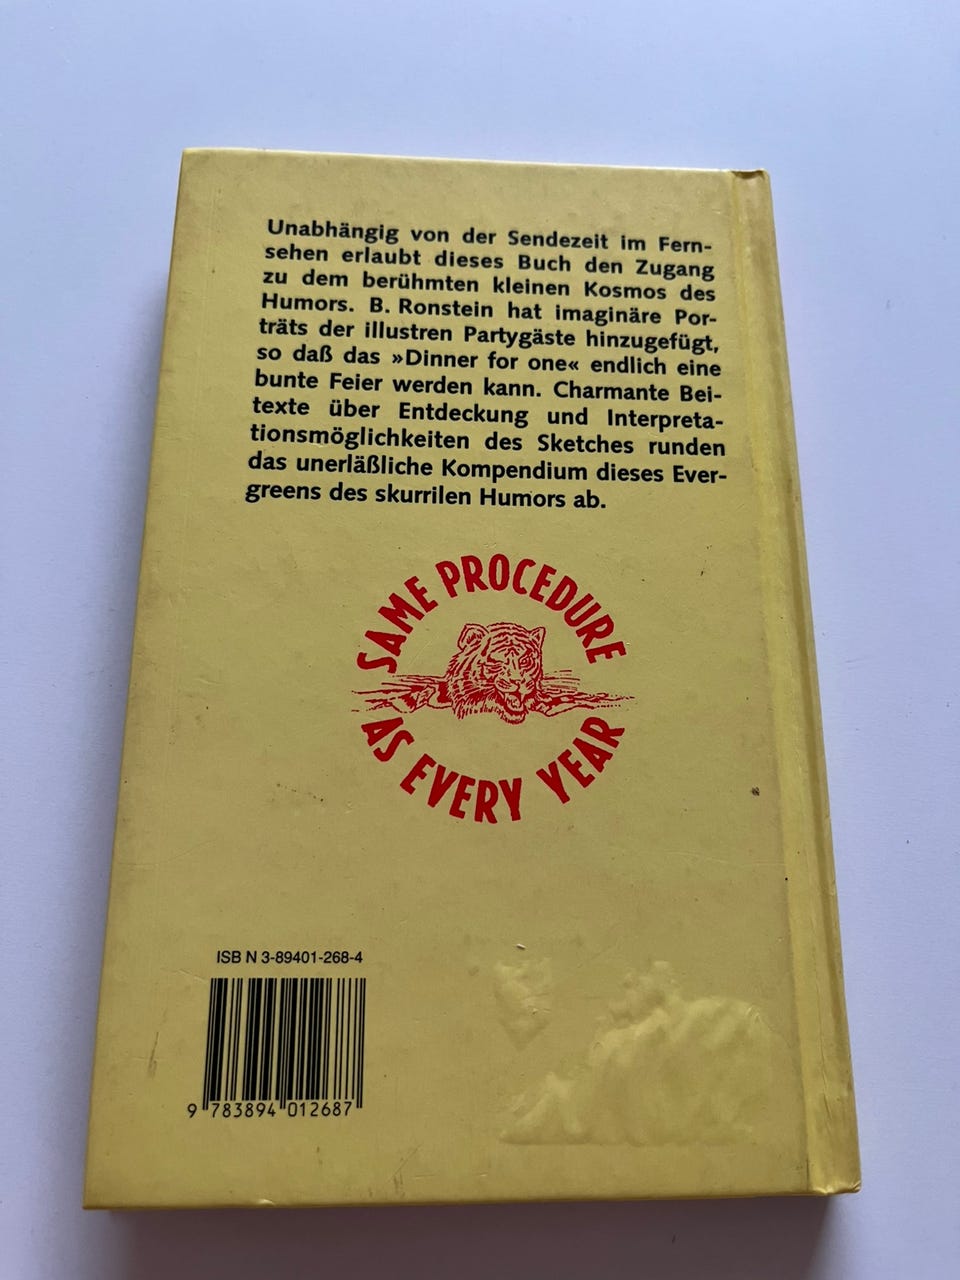 Unabhängig von der Sendezeit im Fern-
sehen erlaubt dieses Buch den Zugang
zu dem berühmten kleinen Kosmos des
Humors. B. Ronstein hat imaginäre Por-
träts der illustren Partygäste hinzugefügt,
so daß das »Dinner for one« endlich eine
bunte Feier werden kann. Charmante Bei-
texte über Entdeckung und Interpreta-
tionsmöglichkeiten des Sketches runden
das unerläßliche Kompendium dieses Ever-
greens des skurrilen Humors ab.
SAME PROCEDURE
AS EVERY YEAR
ISBN 3-89401-268-4
9 783894 012687